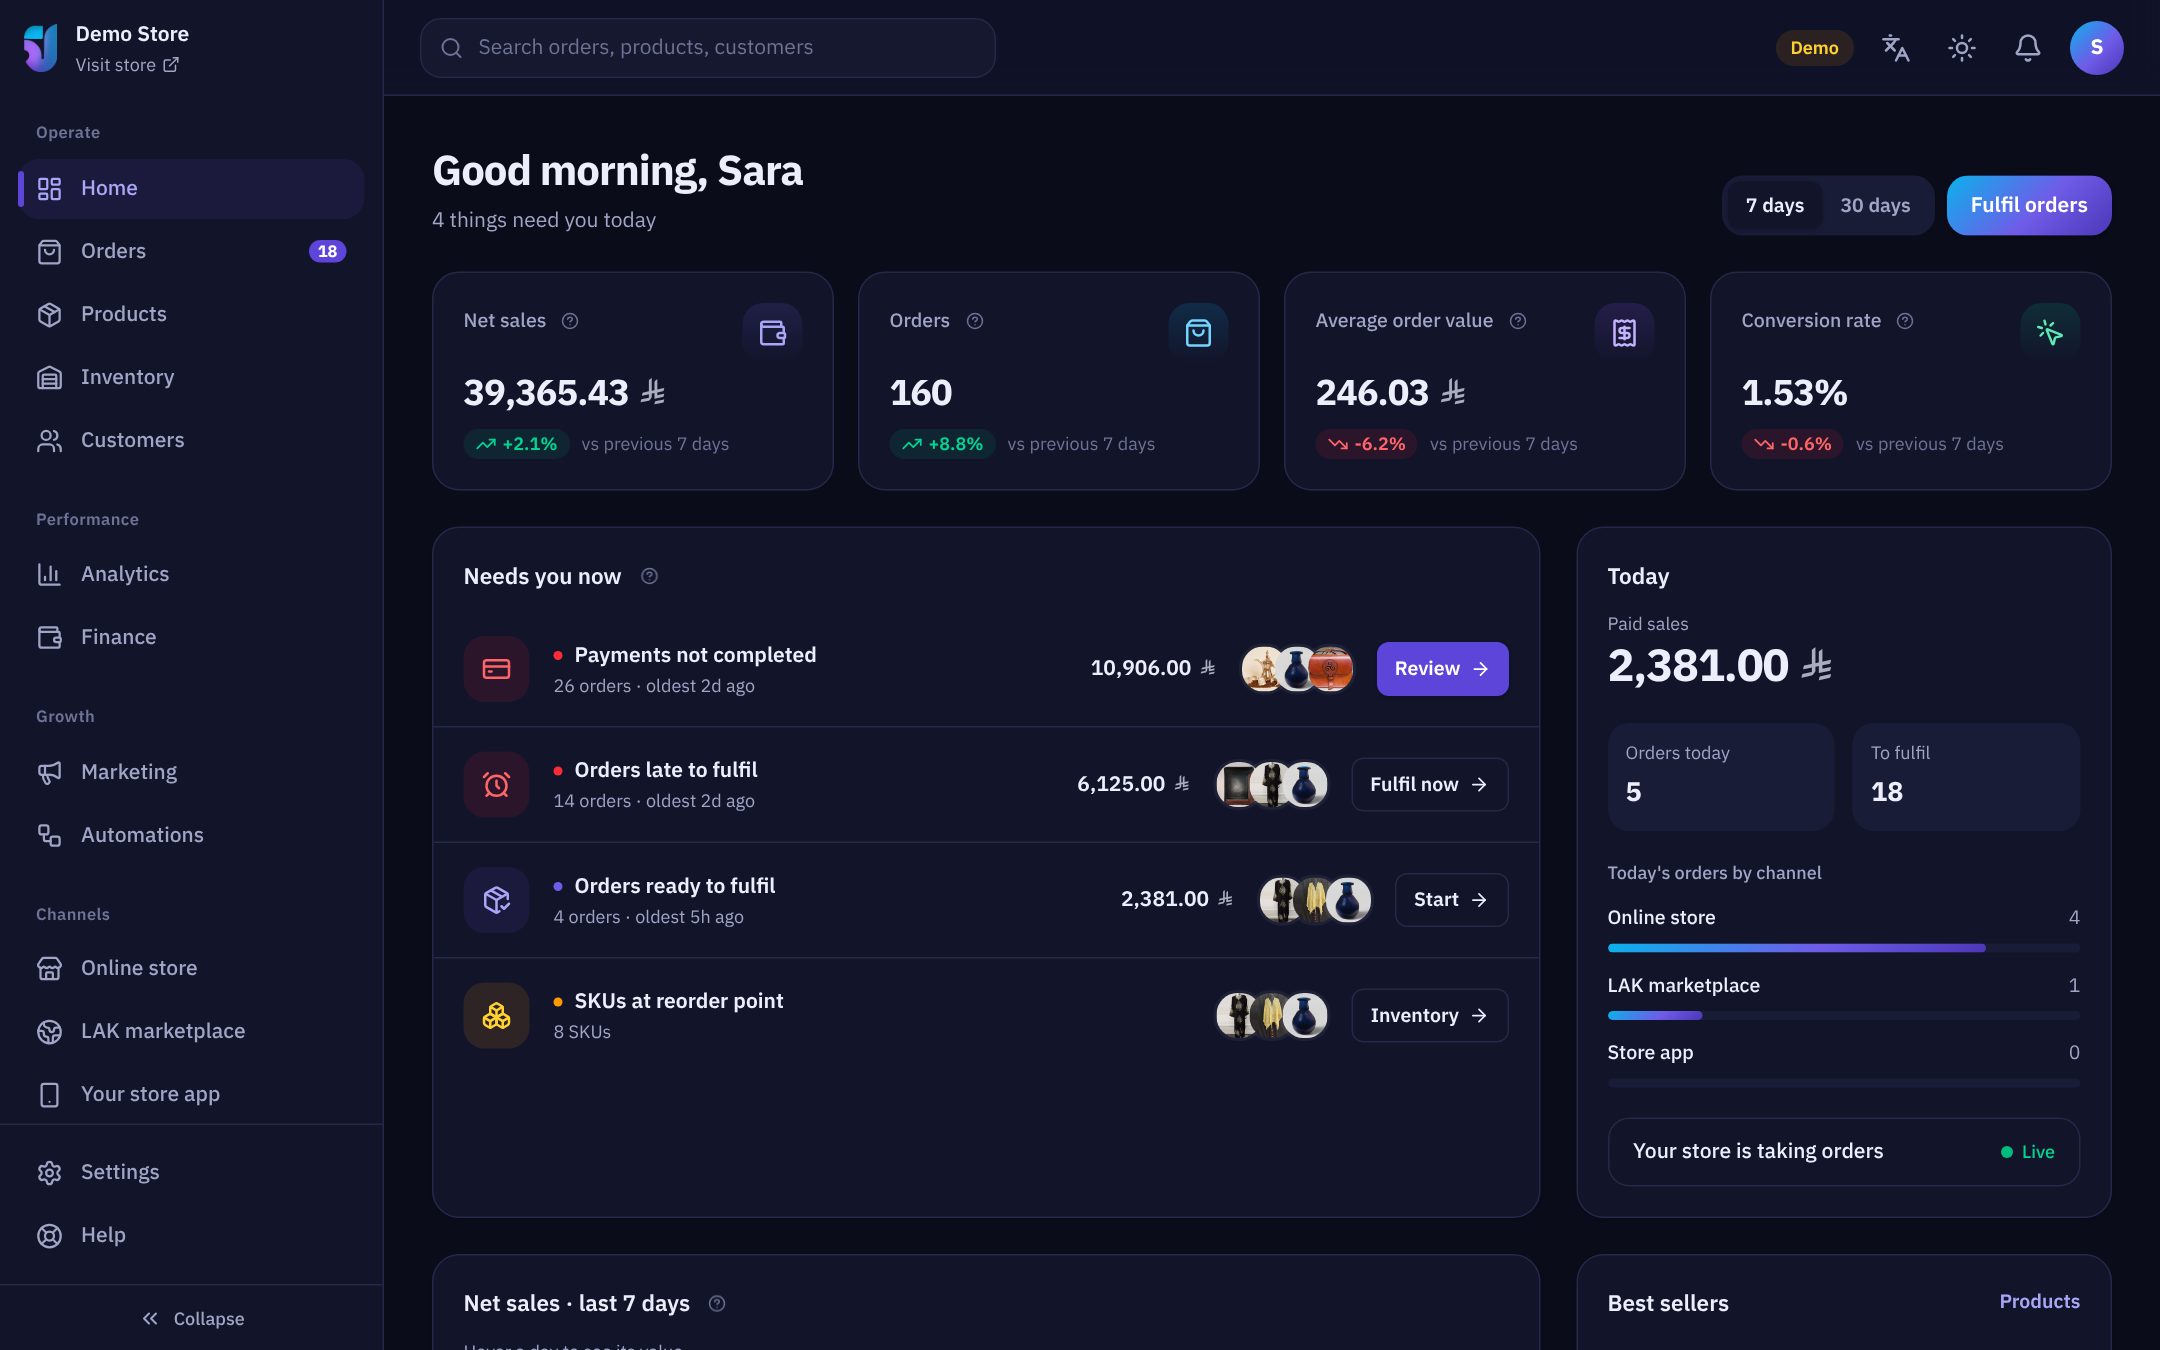 Demo Store
Visit store
Operate
Home
Orders 18
Products
Inventory
Customers
Performance
Analytics
Finance
Growth
Marketing
Automations
Channels
Online store
LAK marketplace
Your store app
Settings
Help
Collapse
Search orders, products, customers
Demo
S
Good morning, Sara
4 things need you today
7 days
30 days
Fulfil orders
Net sales
39,365.43
+2.1% vs previous 7 days
Orders
160
+8.8% vs previous 7 days
Average order value
246.03
-6.2% vs previous 7 days
Conversion rate
1.53%
-0.6% vs previous 7 days
Needs you now
Payments not completed
26 orders · oldest 2d ago
10,906.00
Review
Orders late to fulfil
14 orders · oldest 2d ago
6,125.00
Fulfil now
Orders ready to fulfil
4 orders · oldest 5h ago
2,381.00
Start
SKUs at reorder point
8 SKUs
Inventory
Today
Paid sales
2,381.00
Orders today
5
To fulfil
18
Today's orders by channel
Online store 4
LAK marketplace 1
Store app 0
Your store is taking orders
Live
Net sales · last 7 days
Best sellers
Products